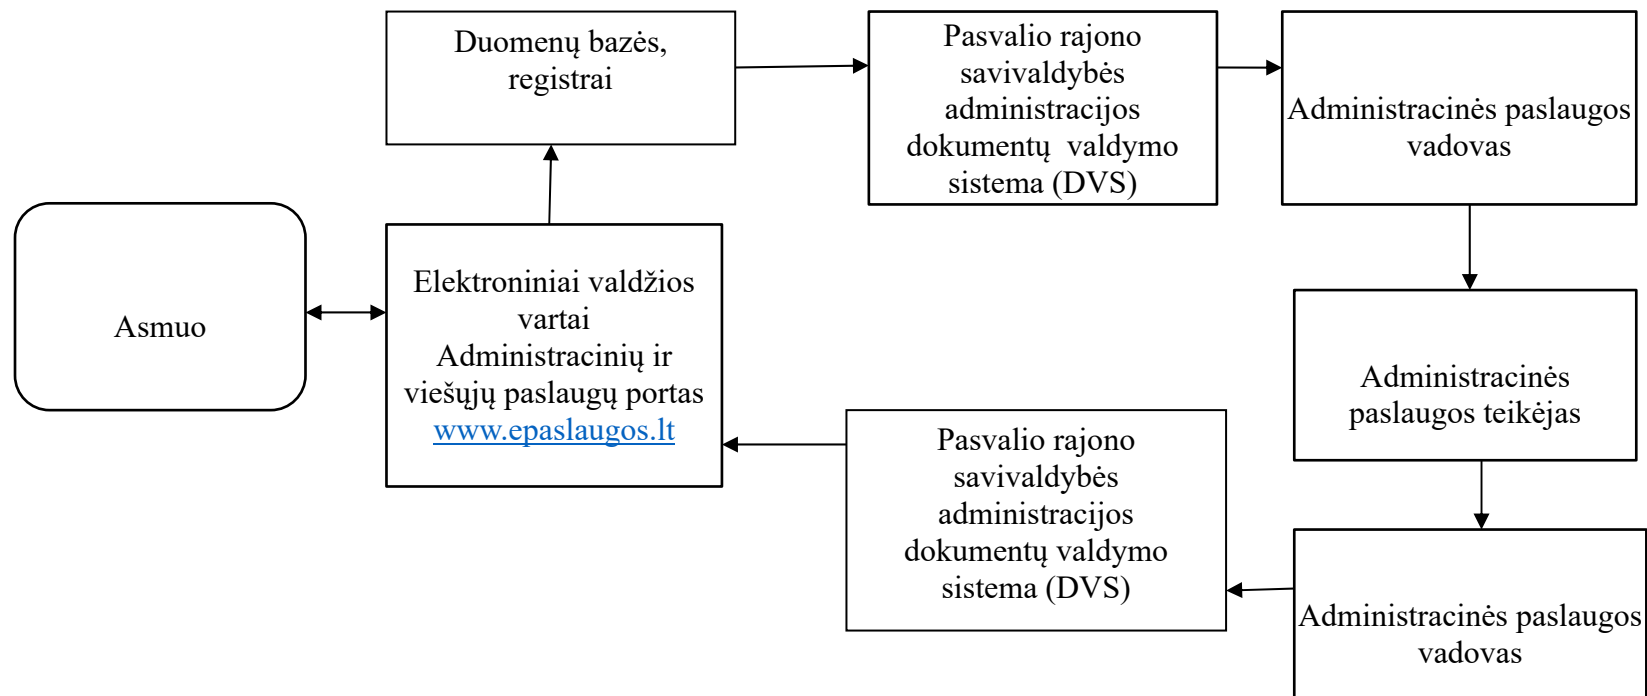 Duomenų bazės,
registrai
Pasvalio rajono
savivaldybės
administracijos
dokumentų valdymo
sistema (DVS)
Administracinės paslaugos
vadovas
Asmuo
Elektroniniai valdžios
vartai
Administracinių ir
viešųjų paslaugų portas
www.epaslaugos.lt
Administracinės
paslaugos teikėjas
Pasvalio rajono
savivaldybės
administracijos
dokumentų valdymo
sistema (DVS)
Administracinės paslaugos
vadovas